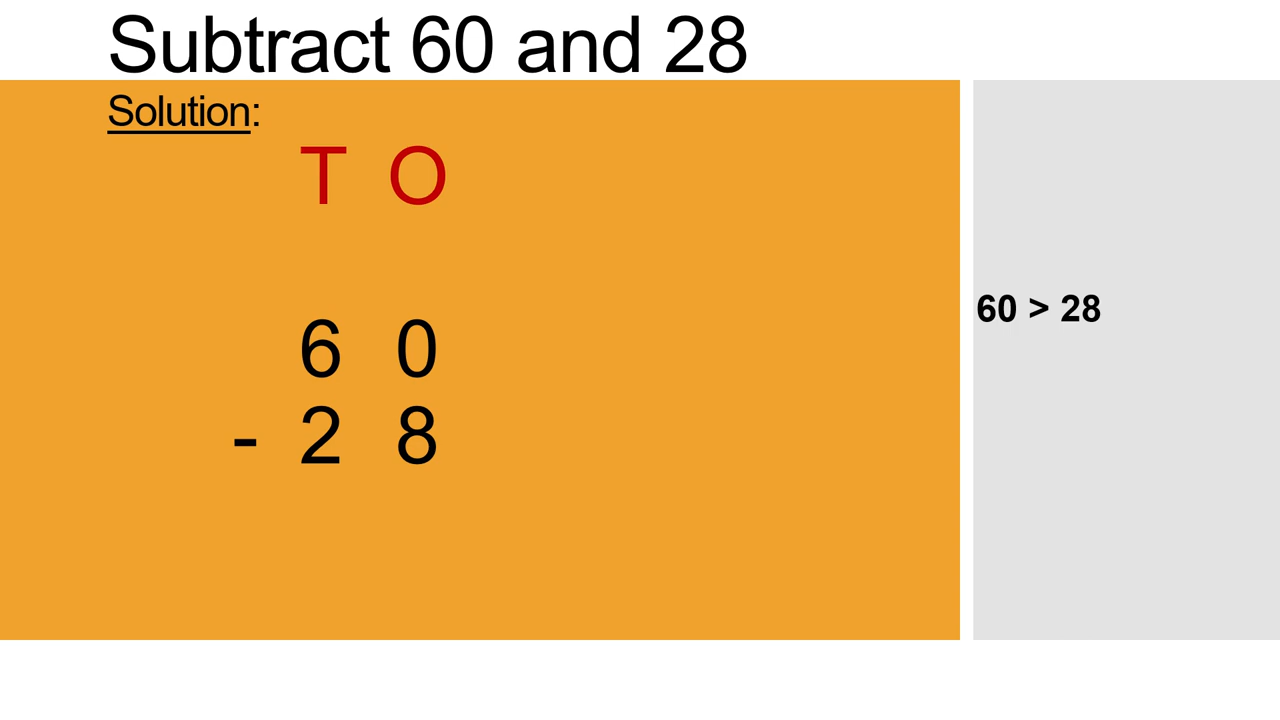 Subtract 60 and 28
Solution:
T O
6 0
60 > 28
- 2 8